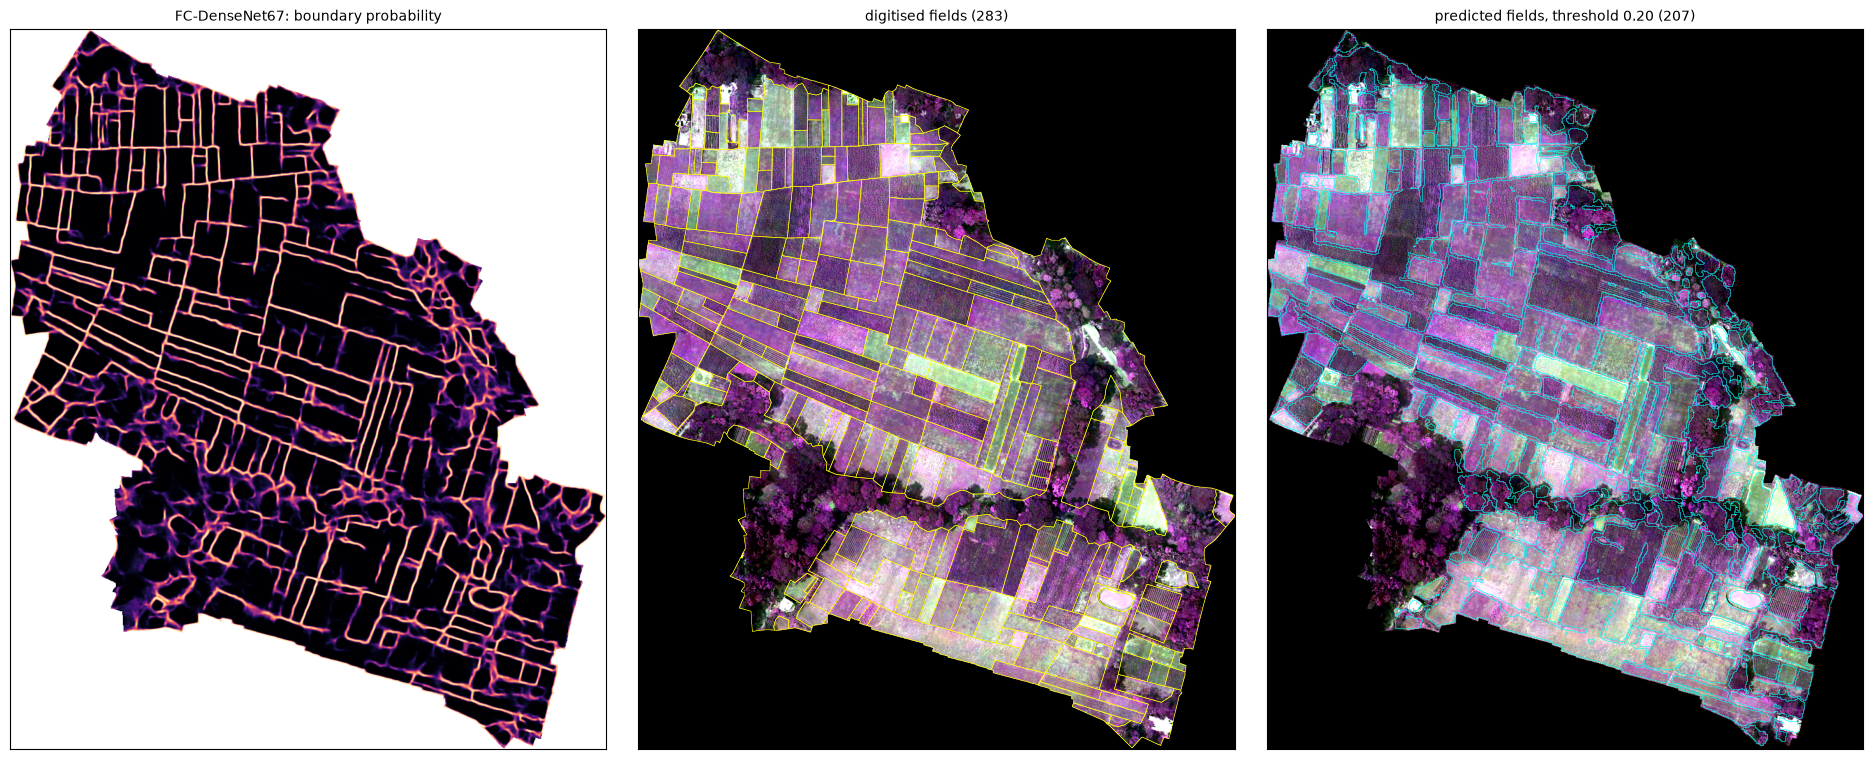 FC-DenseNet67: boundary probability
digitised fields (283)
predicted fields, threshold 0.20 (207)